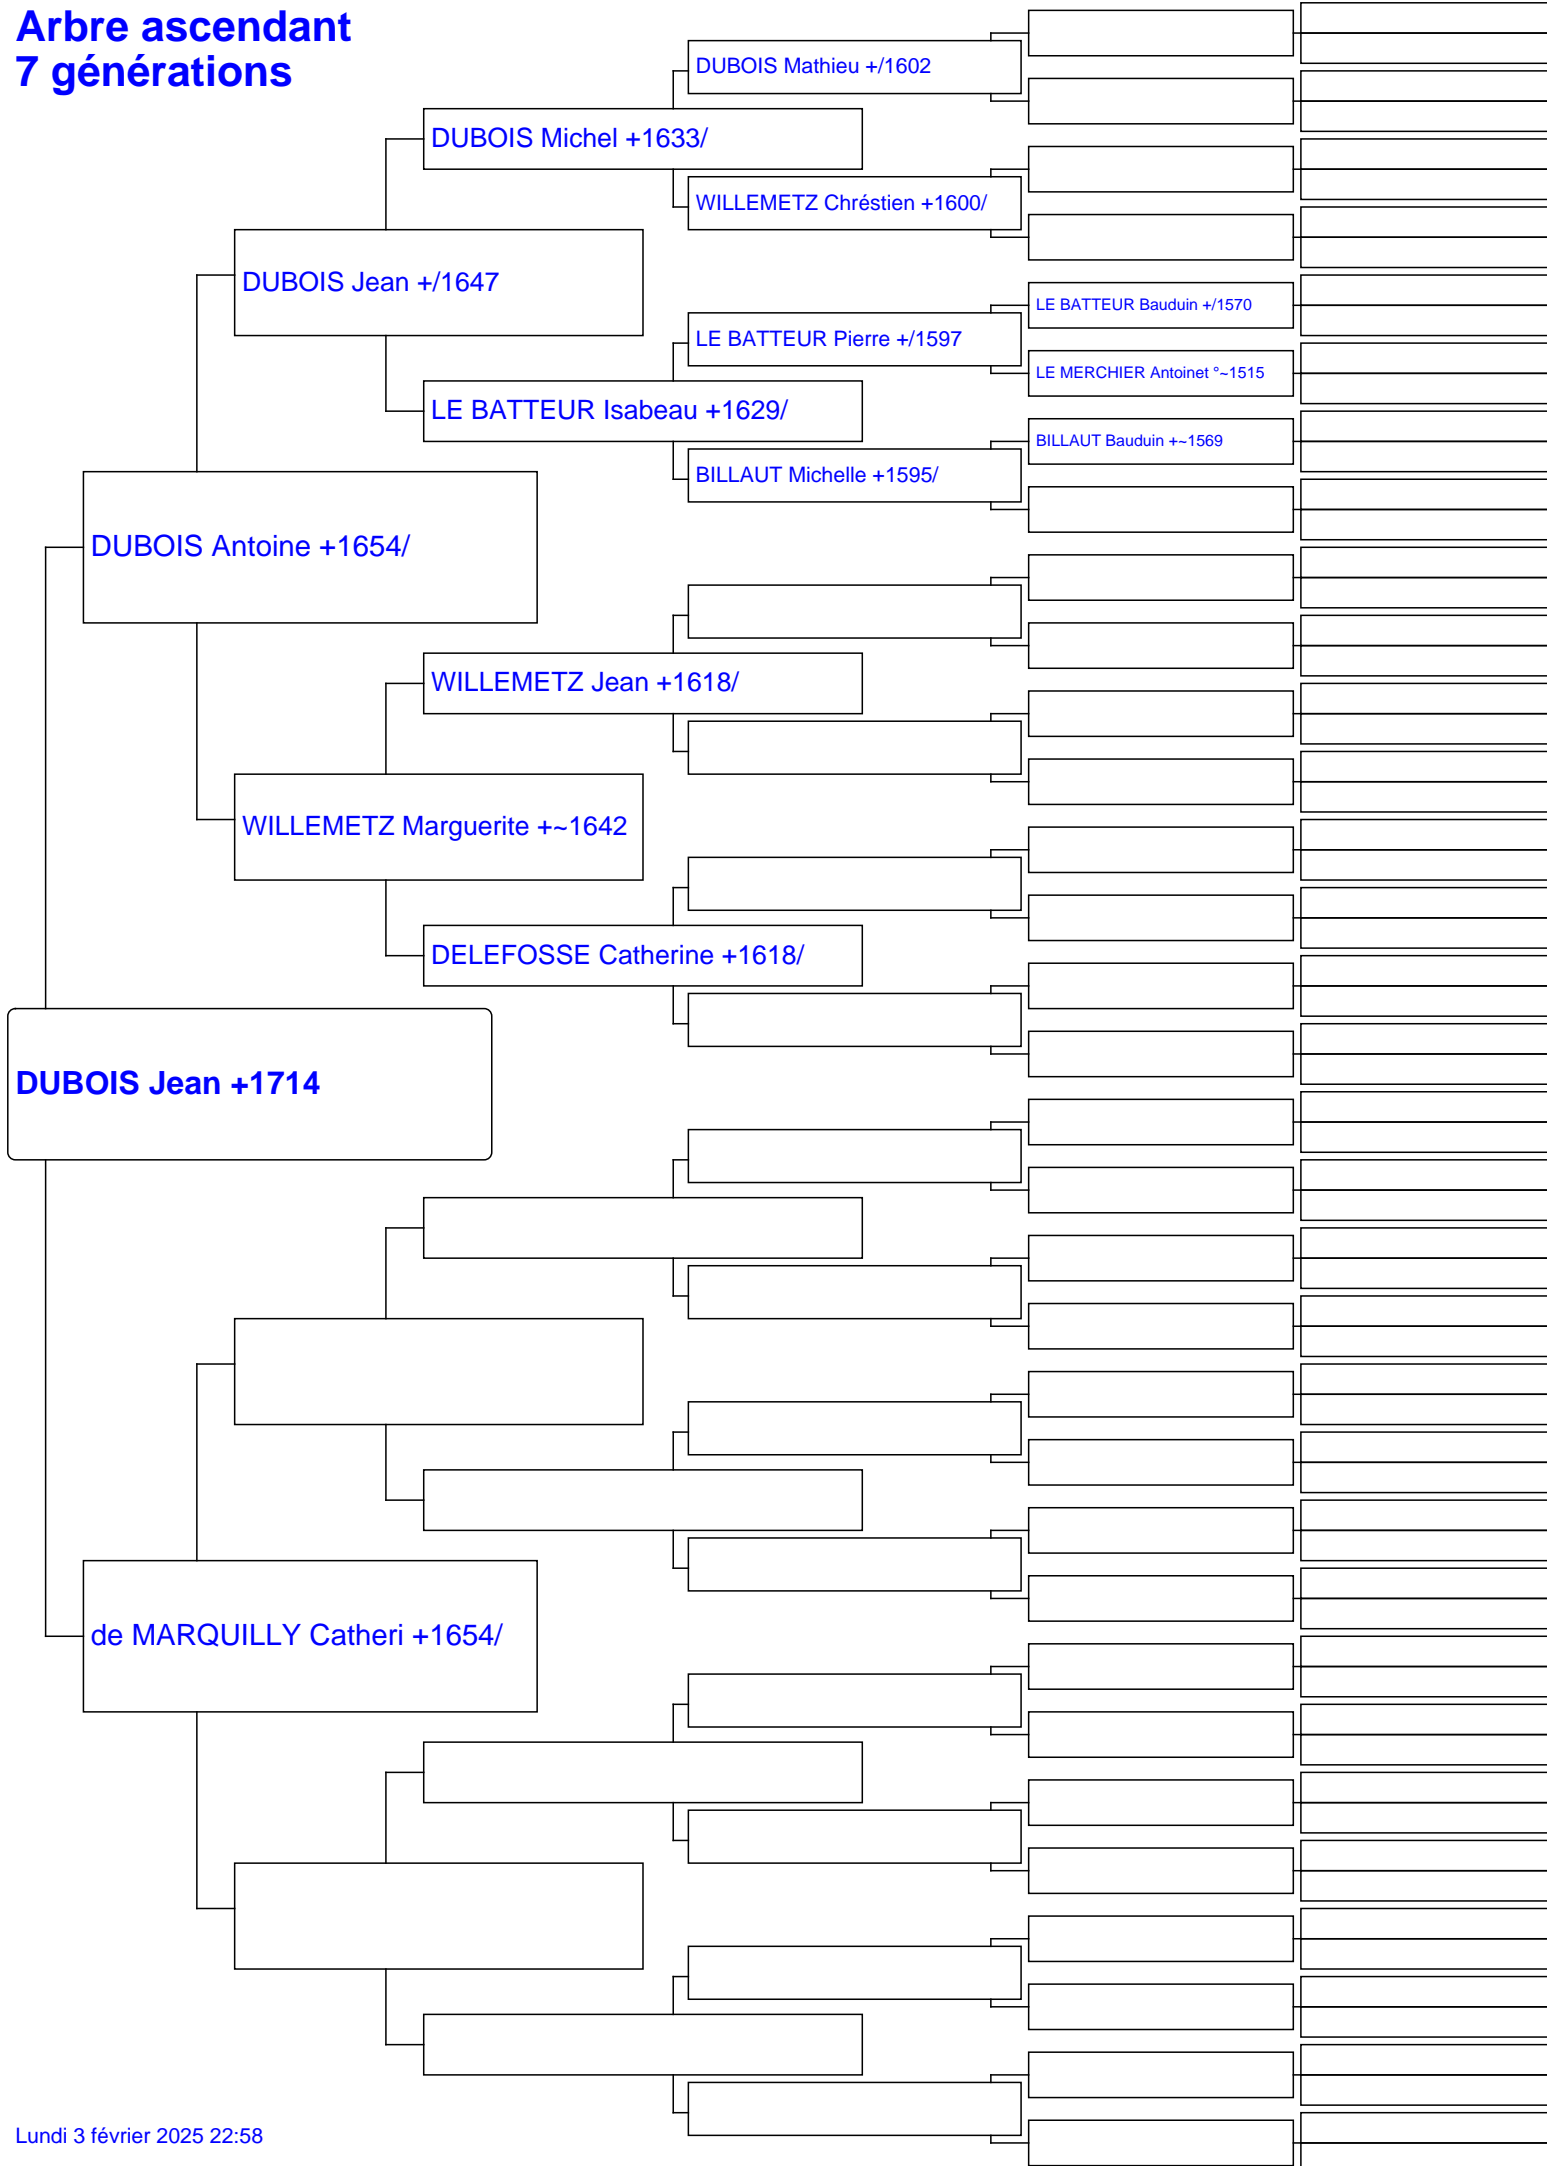 Arbre ascendant
7 générations
DUBOIS Mathieu +/1602
DUBOIS Michel +1633/
WILLEMETZ Chréstien +1600/
DUBOIS Jean +/1647
LE BATTEUR Bauduin +/1570
LE BATTEUR Pierre +/1597
LE MERCHIER Antoinet °~1515
LE BATTEUR Isabeau +1629/
BILLAUT Bauduin +~1569
BILLAUT Michelle +1595/
DUBOIS Antoine +1654/
WILLEMETZ Jean +1618/
WILLEMETZ Marguerite +~1642
DELEFOSSE Catherine +1618/
DUBOIS Jean +1714
de MARQUILLY Catheri +1654/
Lundi 3 février 2025 22:58